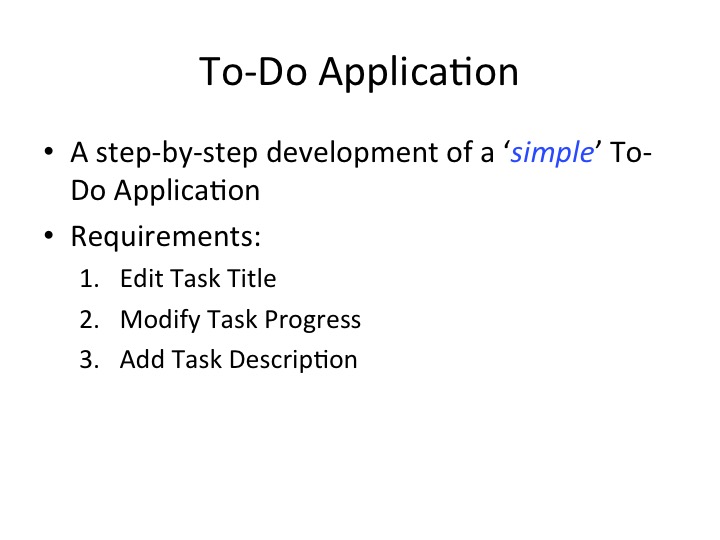 To-Do Application
• A step-by-step development of a ‘simple’ To-
Do Application
• Requirements:
1. Edit Task Title
2. Modify Task Progress
3. Add Task Description